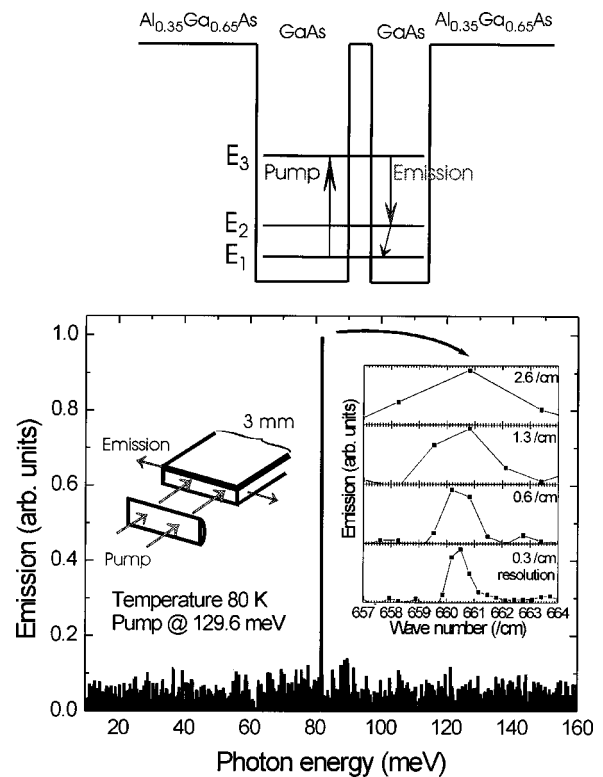 Al0.35Ga0.65As GaAs GaAs Al0.35Ga0.65As
E3
Pump Emission
E2
E1
Emission (arb. units)
1.0
0.8
0.6
0.4
0.2
0.0
20 40 60 80 100 120 140 160
Photon energy (meV)
3 mm
Emission
Pump
Temperature 80 K
Pump @ 129.6 meV
Emission (arb. units)
2.6 /cm
1.3 /cm
0.6 /cm
0.3 /cm
resolution
657 658 659 660 661 662 663 664
Wave number (/cm)